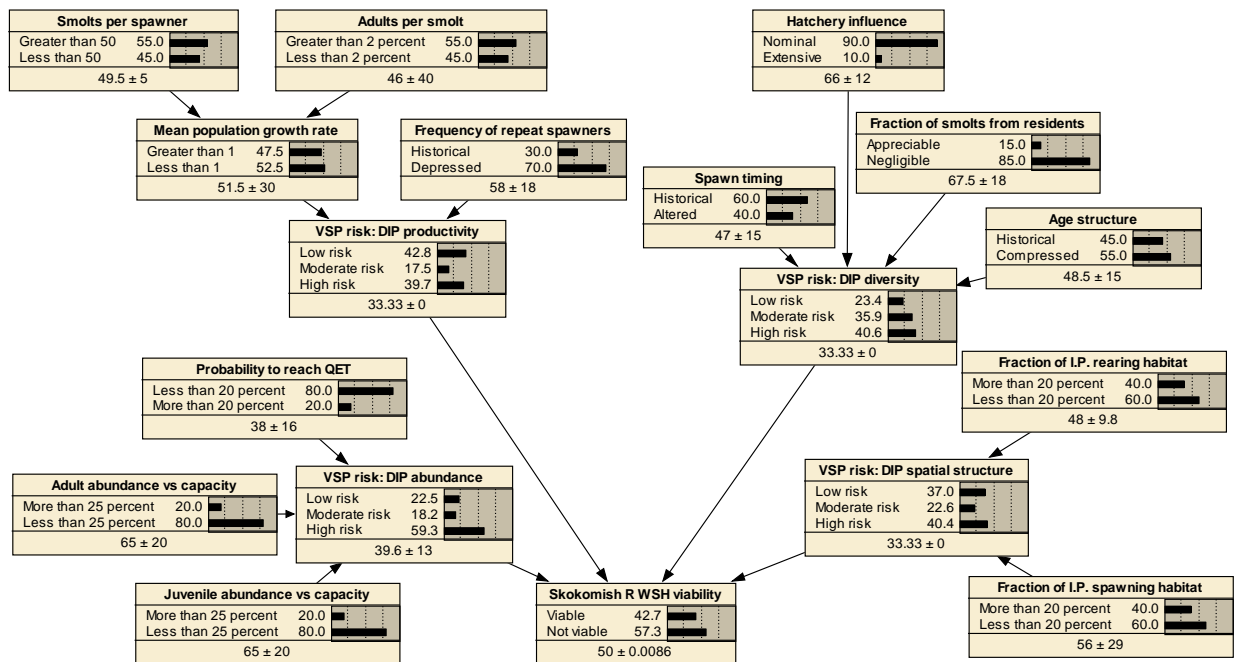 Smolts per spawner
Greater than 50 55.0
Less than 50 45.0
49.5 ± 5
Adults per smolt
Greater than 2 percent 55.0
Less than 2 percent 45.0
46 ± 40
Hatchery influence
Nominal 90.0
Extensive 10.0
66 ± 12
Mean population growth rate
Greater than 1 47.5
Less than 1 52.5
51.5 ± 30
Frequency of repeat spawners
Historical 30.0
Depressed 70.0
58 ± 18
Fraction of smolts from residents
Appreciable 15.0
Negligible 85.0
67.5 ± 18
Spawn timing
Historical 60.0
Altered 40.0
47 ± 15
Age structure
Historical 45.0
Compressed 55.0
48.5 ± 15
VSP risk: DIP productivity
Low risk 42.8
Moderate risk 17.5
High risk 39.7
33.33 ± 0
VSP risk: DIP diversity
Low risk 23.4
Moderate risk 35.9
High risk 40.6
33.33 ± 0
Probability to reach QET
Less than 20 percent 80.0
More than 20 percent 20.0
38 ± 16
Fraction of I.P. rearing habitat
More than 20 percent 40.0
Less than 20 percent 60.0
48 ± 9.8
Adult abundance vs capacity
More than 25 percent 20.0
Less than 25 percent 80.0
65 ± 20
VSP risk: DIP abundance
Low risk 22.5
Moderate risk 18.2
High risk 59.3
39.6 ± 13
VSP risk: DIP spatial structure
Low risk 37.0
Moderate risk 22.6
High risk 40.4
33.33 ± 0
Juvenile abundance vs capacity
More than 25 percent 20.0
Less than 25 percent 80.0
65 ± 20
Skokomish R WSH viability
Viable 42.7
Not viable 57.3
50 ± 0.0086
Fraction of I.P. spawning habitat
More than 20 percent 40.0
Less than 20 percent 60.0
56 ± 29